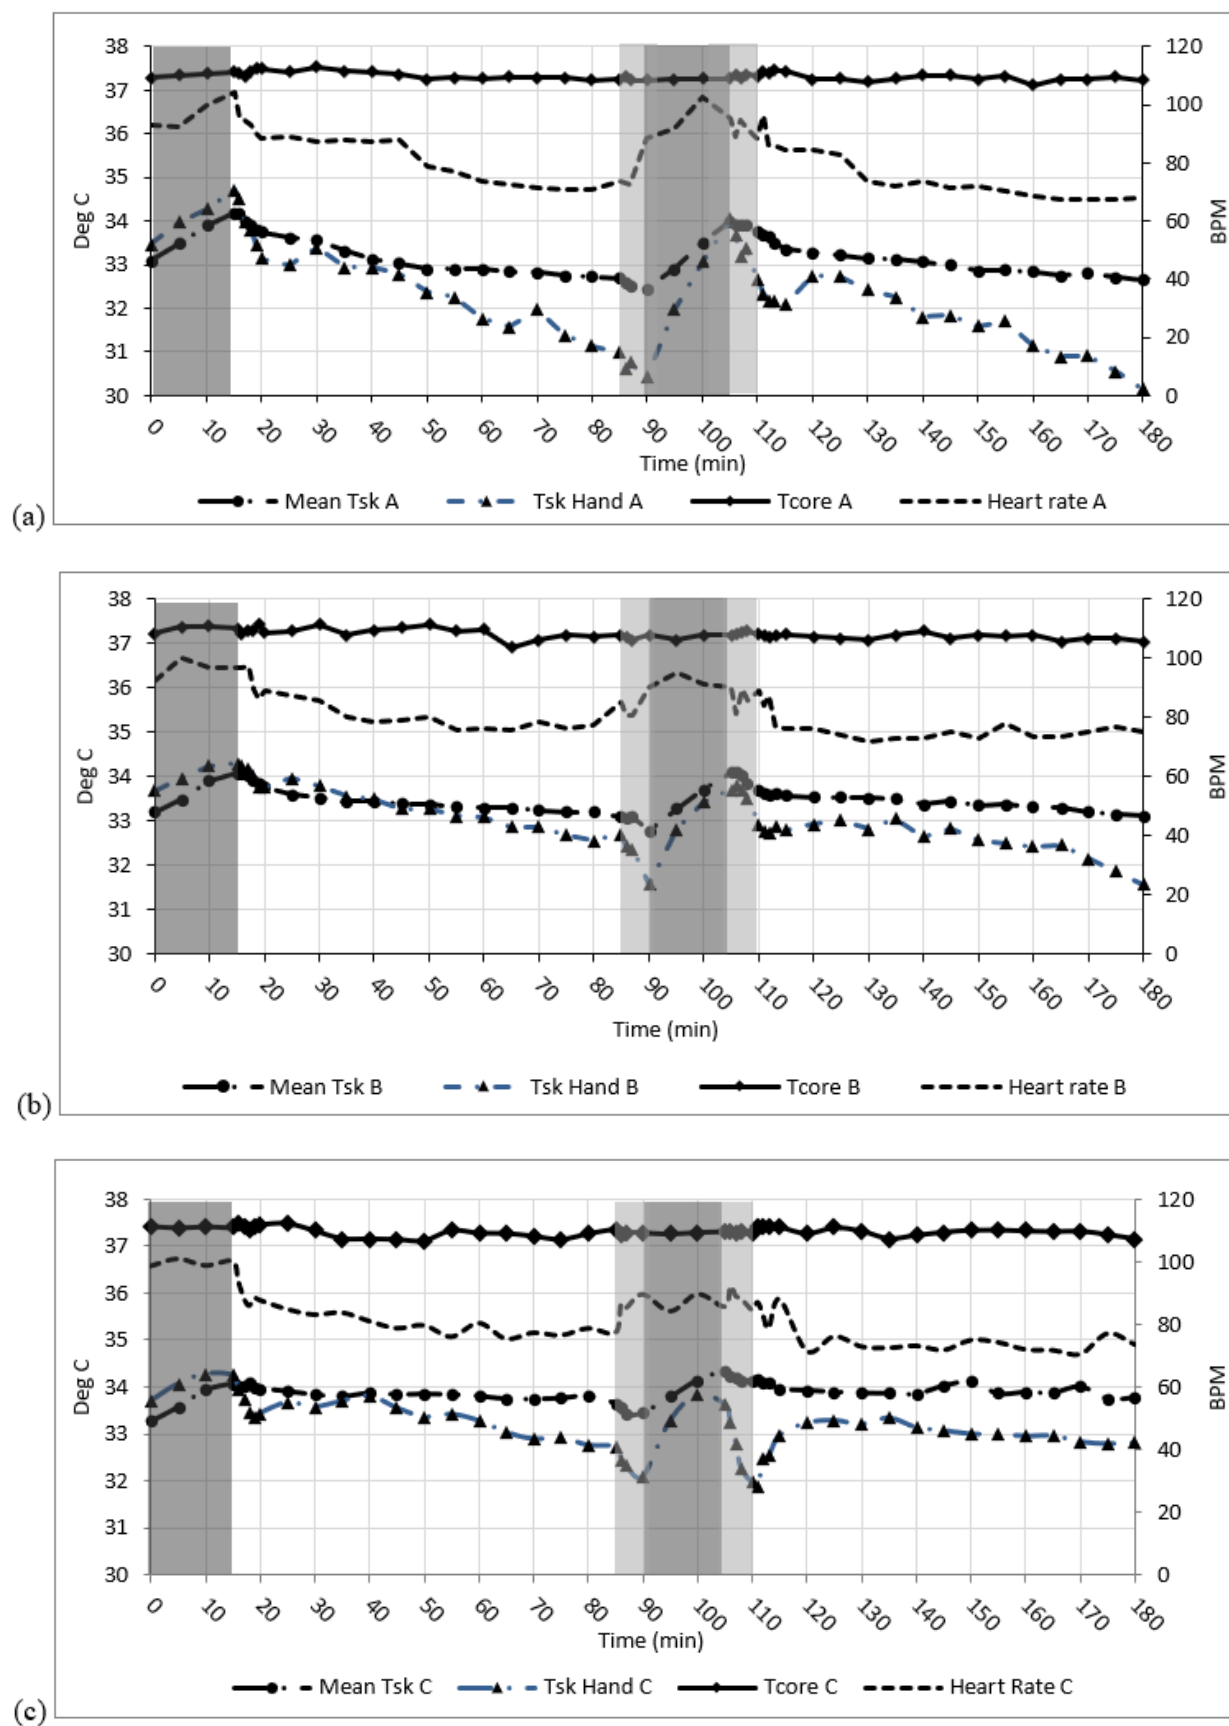 38
37
36
35
34
33
32
31
30
Deg C
120
100
80
60
40
20
0
BPM
0 10 20 30 40 50 60 70 80 90 100 110 120 130 140 150 160 170 180
Time (min)
Mean Tsk A Tsk Hand A Tcore A Heart rate A
(a)
38
37
36
35
34
33
32
31
30
Deg C
120
100
80
60
40
20
0
BPM
0 10 20 30 40 50 60 70 80 90 100 110 120 130 140 150 160 170 180
Time (min)
Mean Tsk B Tsk Hand B Tcore B Heart rate B
(b)
38
37
36
35
34
33
32
31
30
Deg C
120
100
80
60
40
20
0
BPM
0 10 20 30 40 50 60 70 80 90 100 110 120 130 140 150 160 170 180
Time (min)
Mean Tsk C Tsk Hand C Tcore C Heart Rate C
(c)